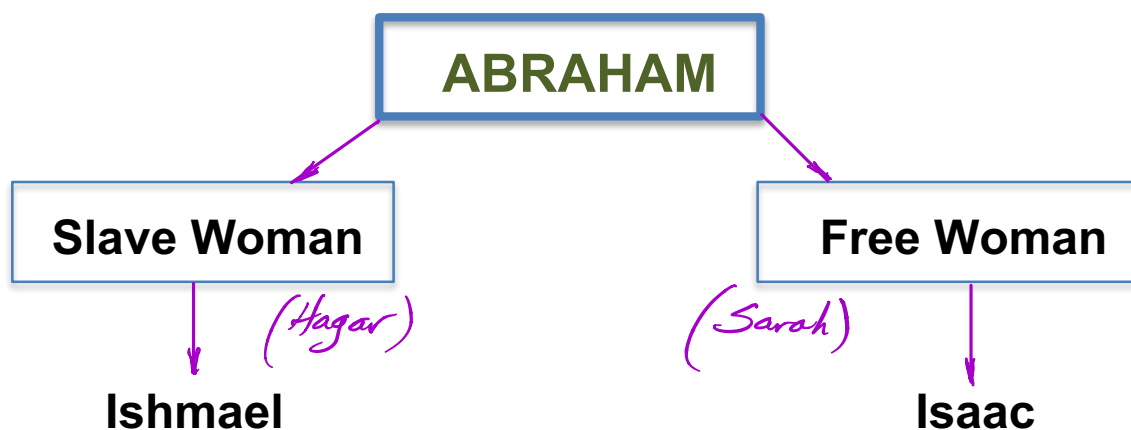 ABRAHAM
Slave Woman
Free Woman
(Hagar)
(Sarah)
Ishmael
Isaac